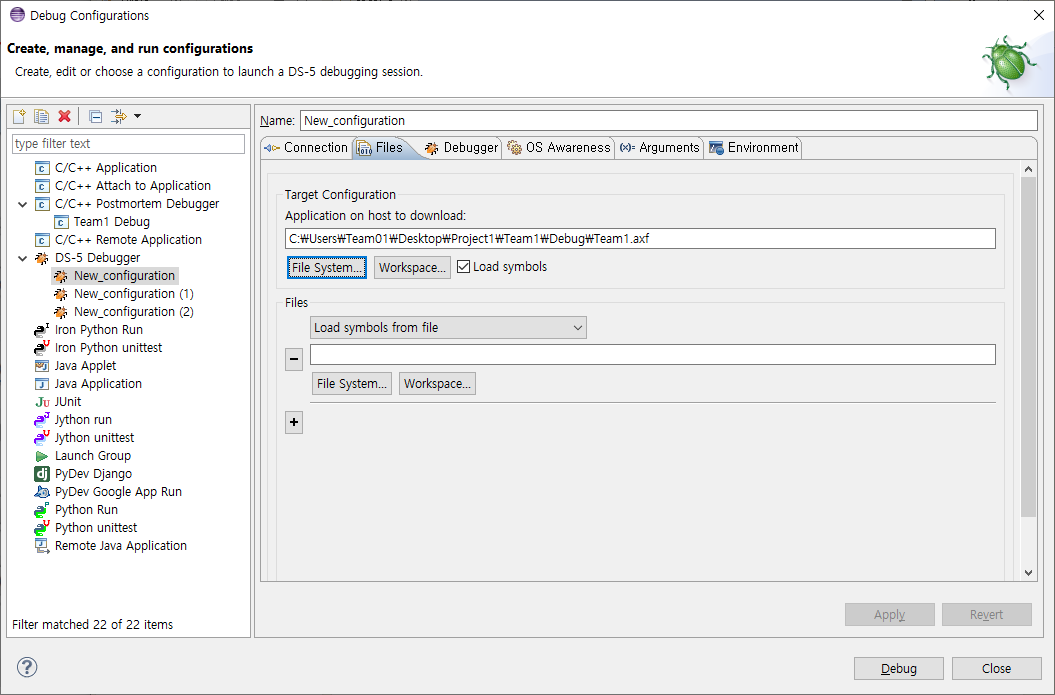 Debug Configurations
Create, manage, and run configurations
Create, edit or choose a configuration to launch a DS-5 debugging session.
type filter text
C/C++ Application
C/C++ Attach to Application
C/C++ Postmortem Debugger
Team1 Debug
C/C++ Remote Application
DS-5 Debugger
New_configuration
New_configuration (1)
New_configuration (2)
Iron Python Run
Iron Python unittest
Java Applet
Java Application
JUnit
Jython run
Jython unittest
Launch Group
PyDev Django
PyDev Google App Run
Python Run
Python unittest
Remote Java Application
Filter matched 22 of 22 items
Name: New_configuration
Connection Files Debugger OS Awareness Arguments Environment
Target Configuration
Application on host to download:
C:₩Users₩Team01₩Desktop₩Project1₩Team1₩Debug₩Team1.axf
File System... Workspace... Load symbols
Files
Load symbols from file
File System... Workspace...
Apply Revert
Debug Close